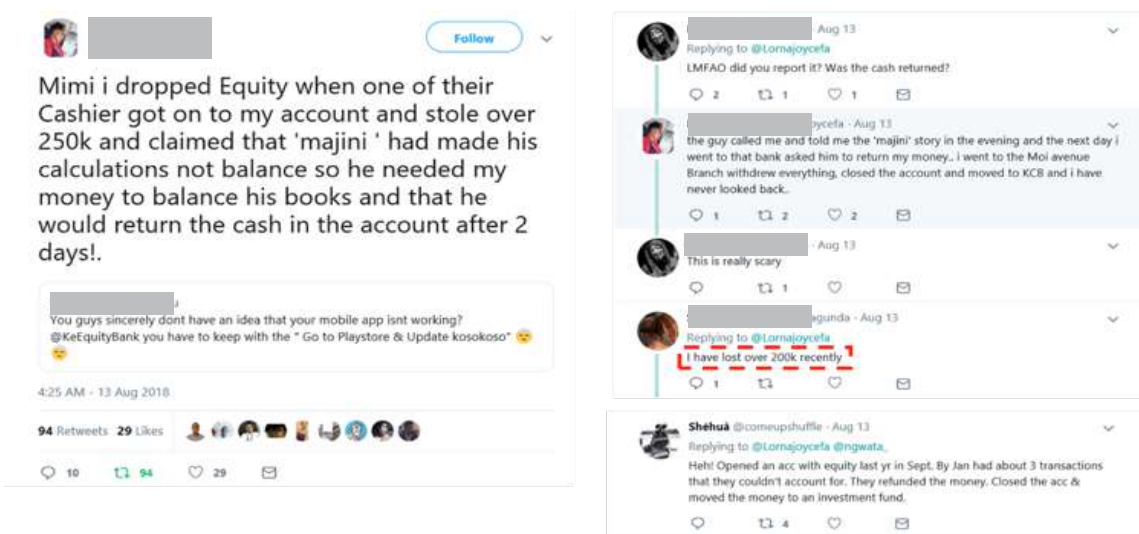 Follow
Mimi i dropped Equity when one of their
Cashier got on to my account and stole over
250k and claimed that 'majini ' had made his
calculations not balance so he needed my
money to balance his books and that he
would return the cash in the account after 2
days!.
You guys sincerely dont have an idea that your mobile app isnt working?
@KeEquityBank you have to keep with the " Go to Playstore & Update kosokoso"
4:25 AM - 13 Aug 2018
94 Retweets 29 Likes
10 94 29
Aug 13
Replying to @Lornajoycefa
LMFAO did you report it? Was the cash returned?
2 1 1
ycefa · Aug 13
the guy called me and told me the 'majini' story in the evening and the next day i
went to that bank asked him to return my money.. i went to the Moi avenue
Branch withdrew everything, closed the account and moved to KCB and i have
never looked back..
1 2 2
· Aug 13
This is really scary
1
agunda · Aug 13
Replying to @Lornajoycefa
I have lost over 200k recently
1
Shéhuá @comeupshuffle · Aug 13
Replying to @Lornajoycefa @ngwata_
Heh! Opened an acc with equity last yr in Sept. By Jan had about 3 transactions
that they couldn't account for. They refunded the money. Closed the acc &
moved the money to an investment fund.
4